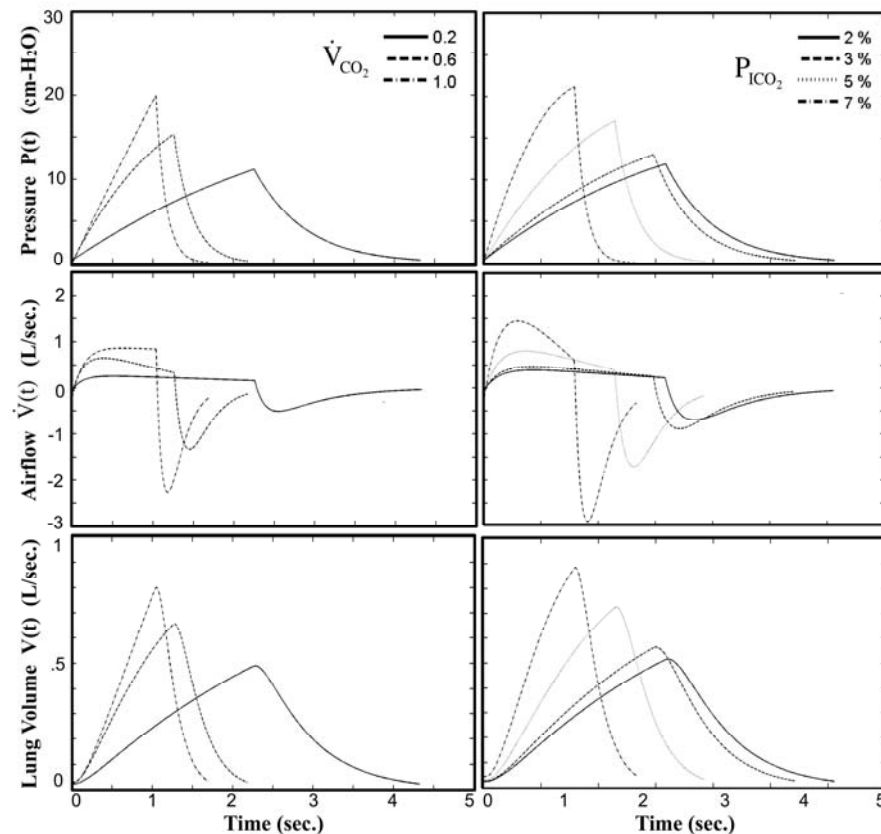 Pressure P(t) (cm-H₂O)
30
20
10
0
V̇CO₂
0.2
0.6
1.0
PICO₂
2 %
3 %
5 %
7 %
Airflow V̇(t) (L/sec.)
2
1
0
-1
-2
-3
Lung Volume V(t) (L/sec.)
1
.5
0
0 1 2 3 4 5
0 1 2 3 4 5
Time (sec.)
Time (sec.)